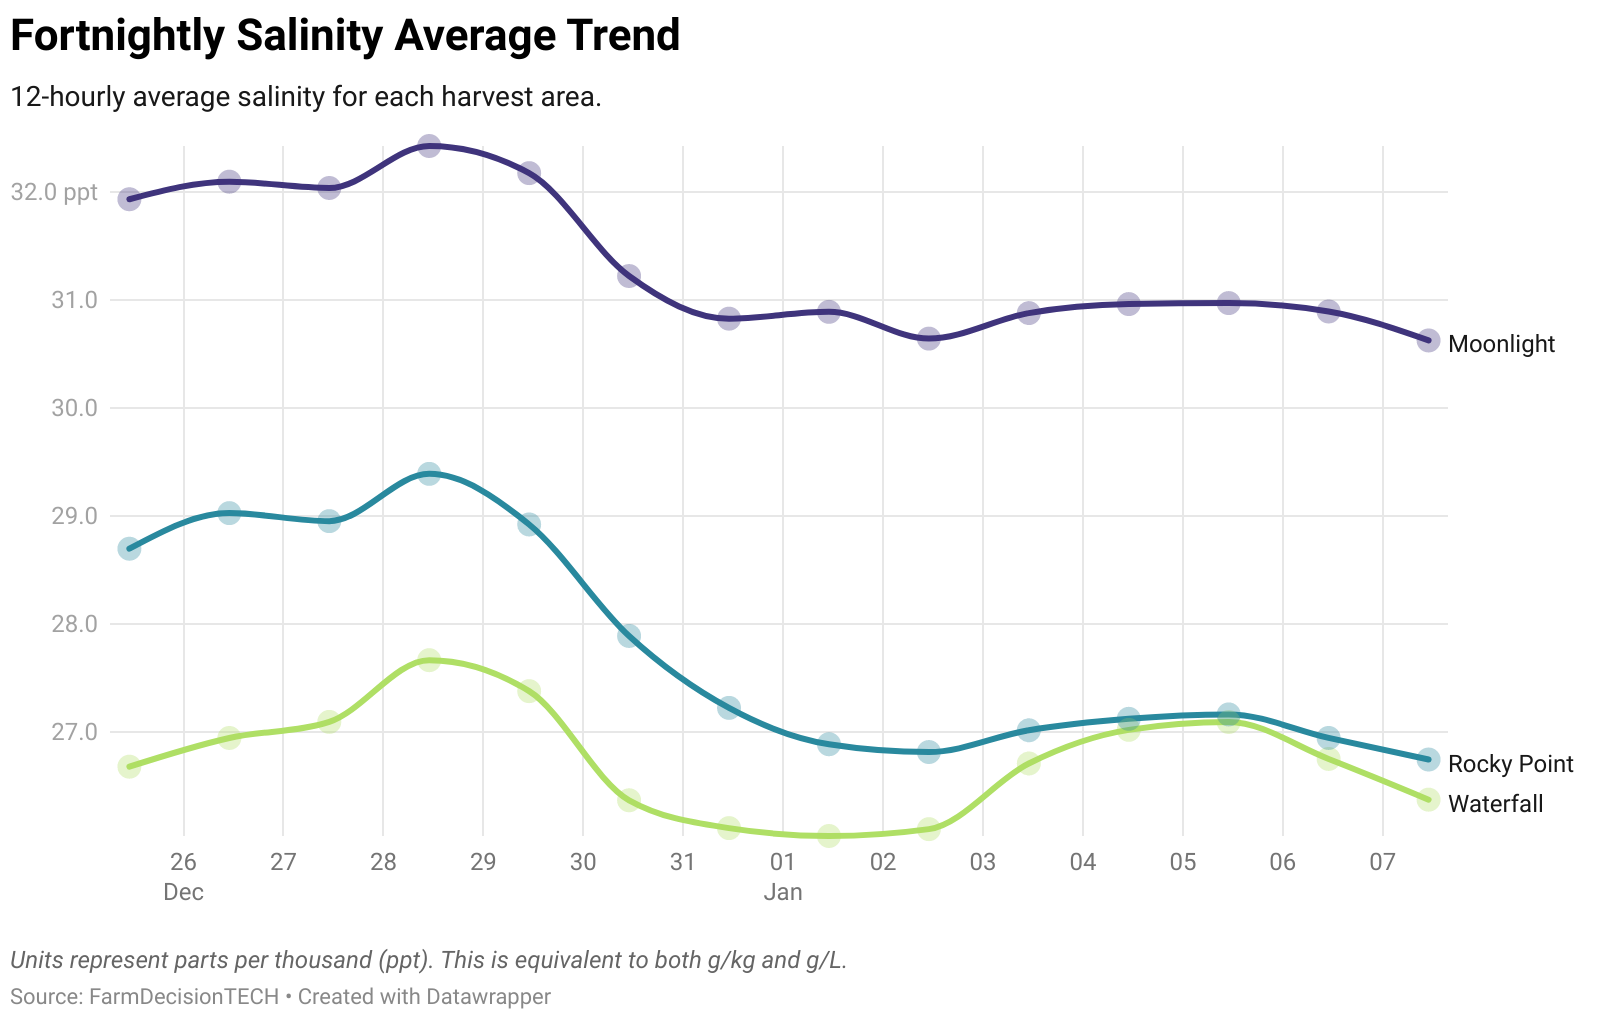 Fortnightly Salinity Average Trend
12-hourly average salinity for each harvest area.
32.0 ppt
31.0
30.0
29.0
28.0
27.0
Moonlight
Rocky Point
Waterfall
26 27 28 29 30 31 01 02 03 04 05 06 07
Dec Jan
Units represent parts per thousand (ppt). This is equivalent to both g/kg and g/L.
Source: FarmDecisionTECH • Created with Datawrapper